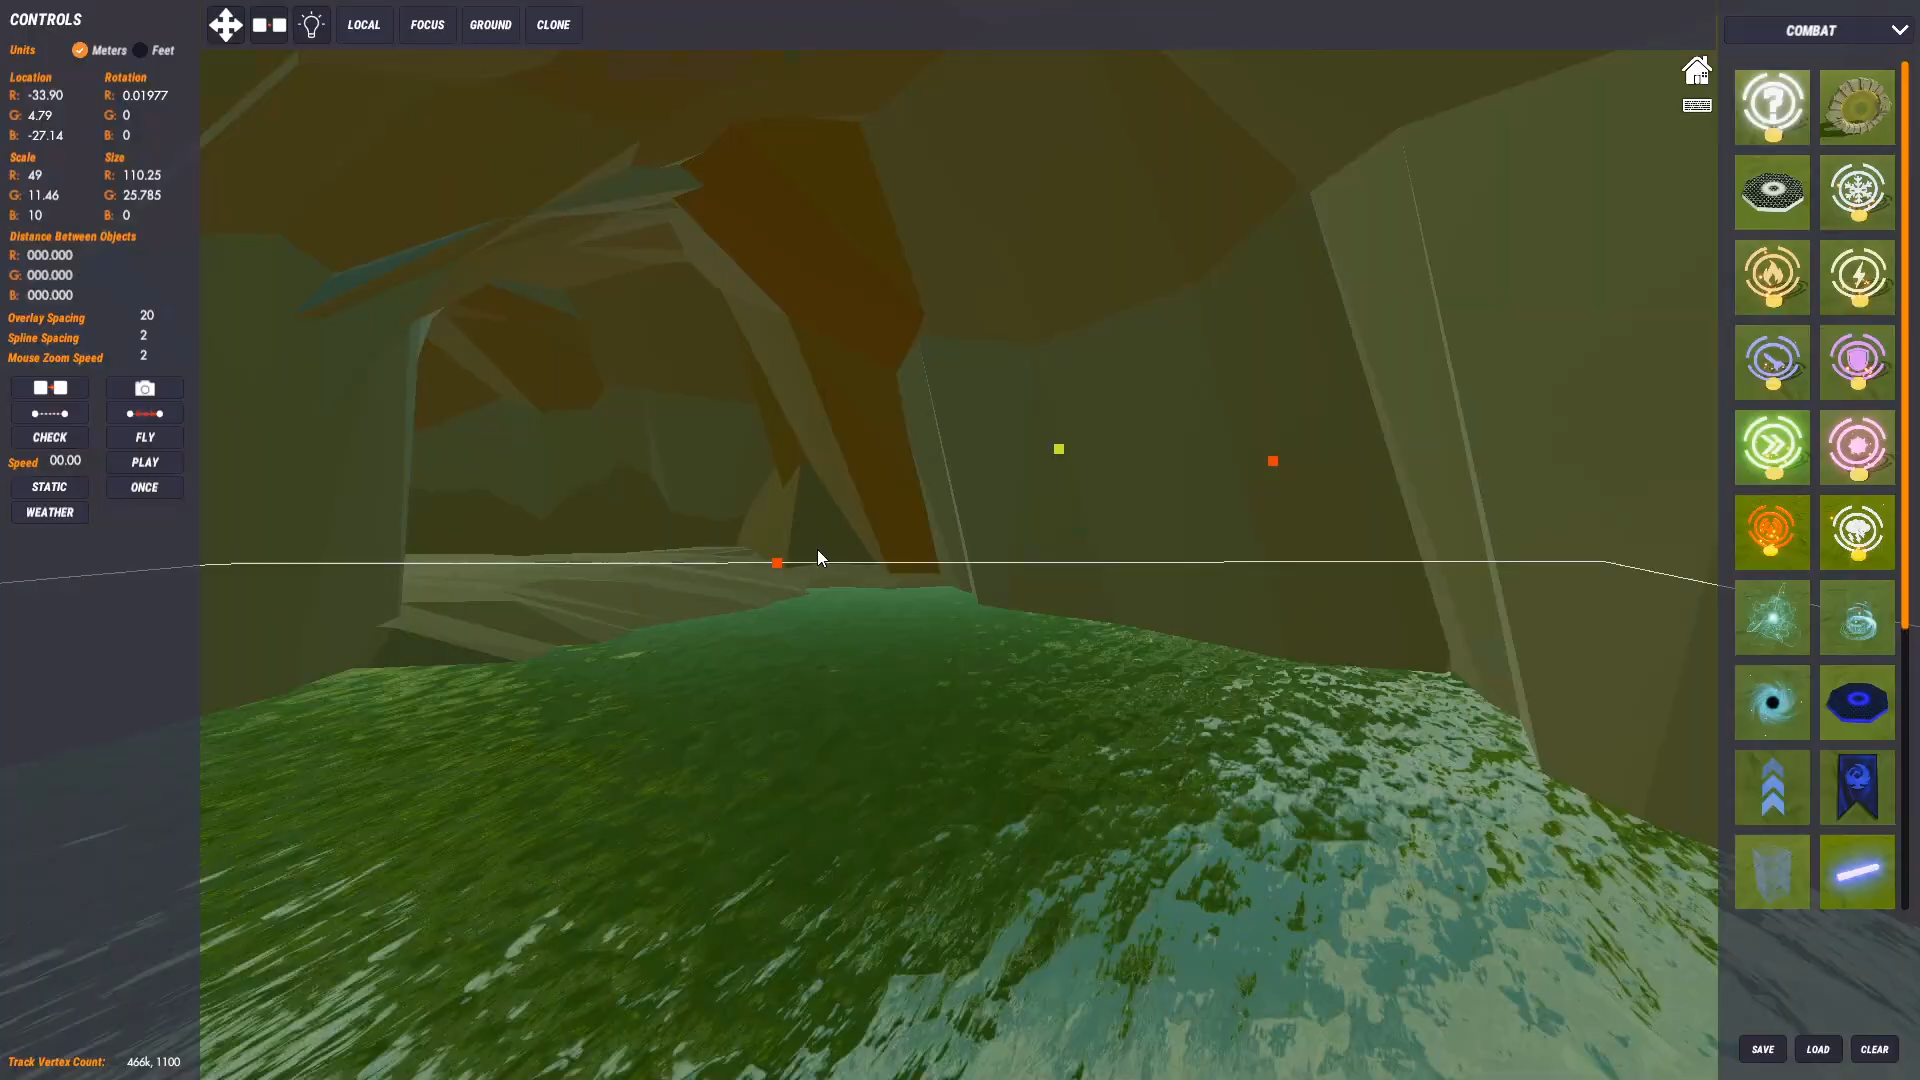 CONTROLS
Units Meters Feet
Location Rotation
R: -33.90 R: 0.01977
G: 4.79 G: 0
B: -27.14 B: 0
Scale Size
R: 49 R: 110.25
G: 11.46 G: 25.785
B: 10 B: 0
Distance Between Objects
R: 000.000
G: 000.000
B: 000.000
Overlay Spacing 20
Spline Spacing 2
Mouse Zoom Speed 2
CHECK FLY
Speed 00.00 PLAY
STATIC ONCE
WEATHER
Track Vertex Count: 466k, 1100
LOCAL FOCUS GROUND CLONE
COMBAT
?
SAVE LOAD CLEAR